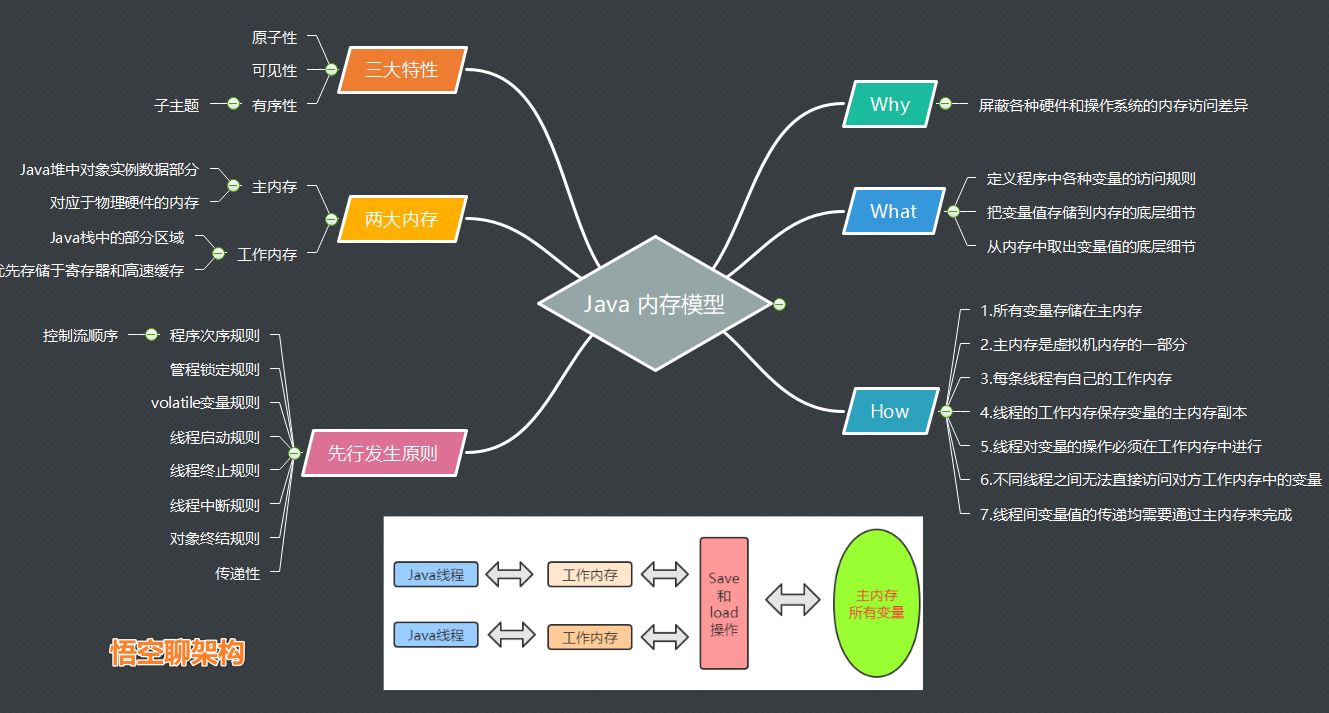 Java 内存模型
三大特性
原子性
可见性
有序性
子主题
两大内存
主内存
Java堆中对象实例数据部分
对应于物理硬件的内存
工作内存
Java栈中的部分区域
先存储于寄存器和高速缓存
先行发生原则
程序次序规则
控制流顺序
管程锁定规则
volatile变量规则
线程启动规则
线程终止规则
线程中断规则
对象终结规则
传递性
Why
屏蔽各种硬件和操作系统的内存访问差异
What
定义程序中各种变量的访问规则
把变量值存储到内存的底层细节
从内存中取出变量值的底层细节
How
1.所有变量存储在主内存
2.主内存是虚拟机内存的一部分
3.每条线程有自己的工作内存
4.线程的工作内存保存变量的主内存副本
5.线程对变量的操作必须在工作内存中进行
6.不同线程之间无法直接访问对方工作内存中的变量
7.线程间变量值的传递均需要通过主内存来完成
Java线程
工作内存
Java线程
工作内存
Save
和
load
操作
主内存
所有变量
悟空聊架构